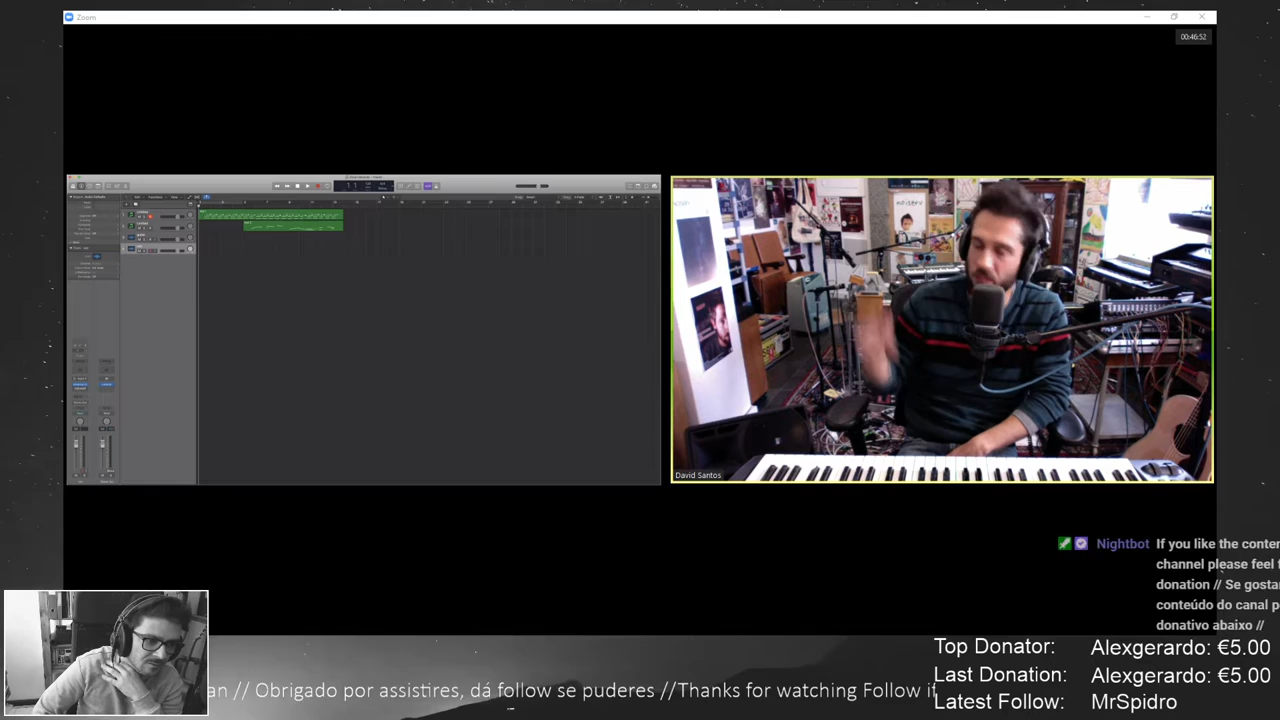 Zoom
00:46:52
David Santos
Nightbot If you like the conten
channel please feel f
donation // Se gosta
conteúdo do canal p
donativo abaixo //
Top Donator: Alexgerardo: €5.00
Last Donation: Alexgerardo: €5.00
Latest Follow: MrSpidro
an // Obrigado por assistires, dá follow se puderes //Thanks for watching Follow if